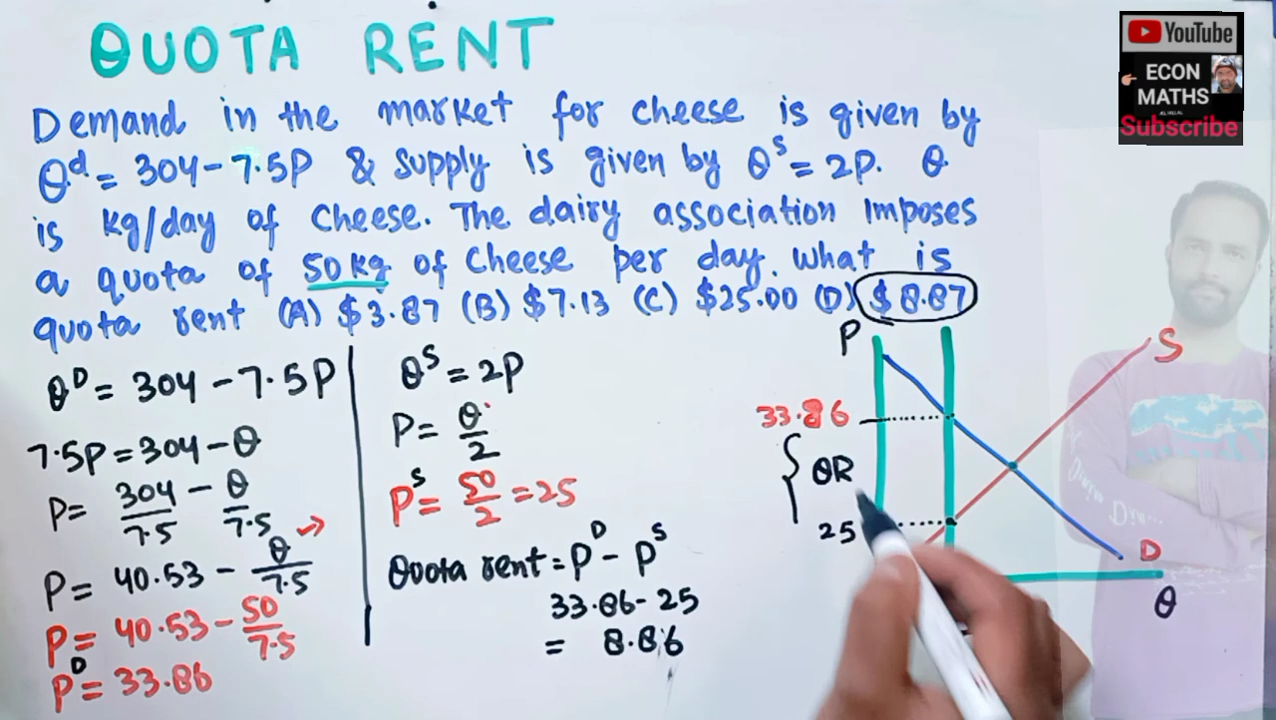 QUOTA RENT
YouTube
ECON
MATHS
Subscribe
Demand in the market for cheese is given by
Qᵈ = 304 - 7.5P & supply is given by Qˢ = 2P. Q
is kg/day of Cheese. The dairy association Imposes
a quota of 50 kg of Cheese per day. What is
quota rent (A) $3.87 (B) $7.13 (C) $25.00 (D) $8.87
Qᴰ = 304 - 7.5P
7.5P = 304 - Q
P = 304/7.5 - Q/7.5
P = 40.53 - Q/7.5 →
P = 40.53 - 50/7.5
Pᴰ = 33.86
Qˢ = 2P
P = Q/2
Pˢ = 50/2 = 25
Quota rent = Pᴰ - Pˢ
33.86 - 25
= 8.86
P
S
33.86
QR
25
D
Q